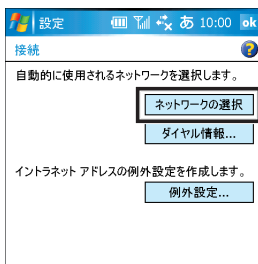 設定 あ 10:00 ok
接続
自動的に使用されるネットワークを選択します。
ネットワークの選択
ダイヤル情報...
イントラネット アドレスの例外設定を作成します。
例外設定...